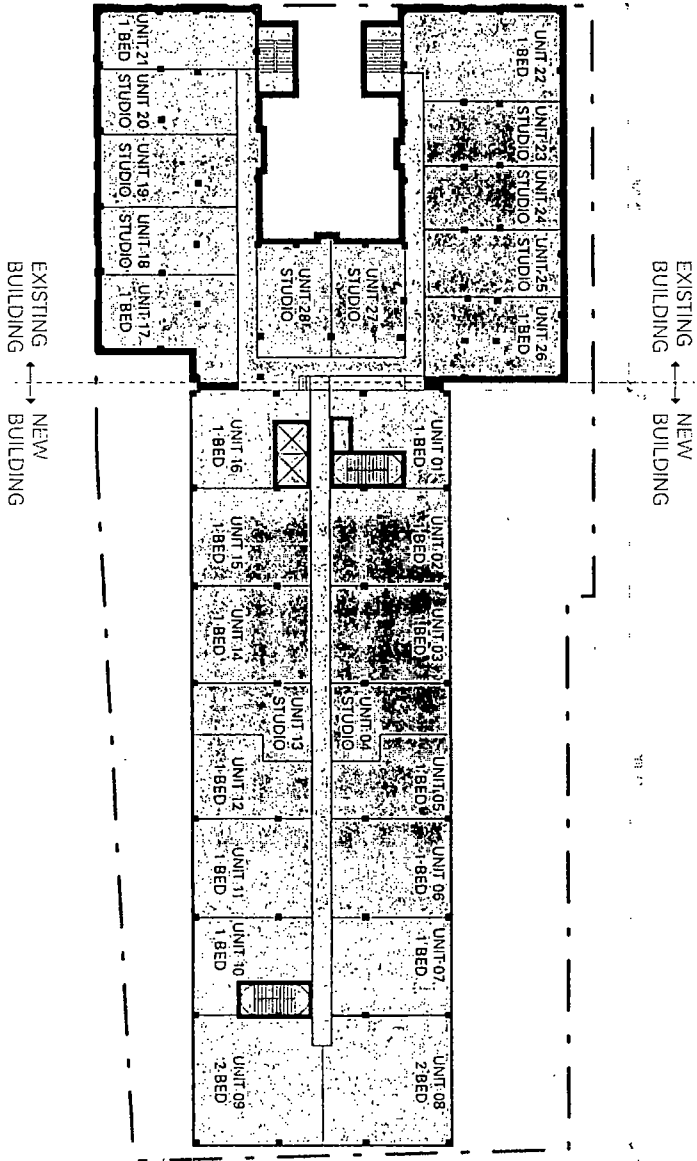 EXISTING
BUILDING
NEW
BUILDING
EXISTING
BUILDING
NEW
BUILDING
UNIT 21
1 BED
UNIT 20
STUDIO
UNIT 19
STUDIO
UNIT 18
STUDIO
UNIT 17
1 BED
UNIT 22
1 BED
UNIT 23
STUDIO
UNIT 24
STUDIO
UNIT 25
STUDIO
UNIT 26
1 BED
UNIT 28
STUDIO
UNIT 27
STUDIO
UNIT 16
1 BED
UNIT 01
1 BED
UNIT 15
1 BED
UNIT 02
1 BED
UNIT 14
1 BED
UNIT 03
1 BED
UNIT 13
STUDIO
UNIT 04
STUDIO
UNIT 12
1 BED
UNIT 05
1 BED
UNIT 11
1 BED
UNIT 06
1 BED
UNIT 10
1 BED
UNIT 07
1 BED
UNIT 09
2 BED
UNIT 08
2 BED